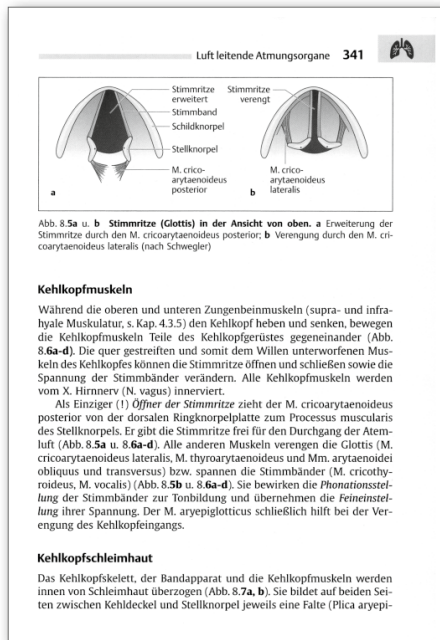 Luft leitende Atmungsorgane 341
Stimmritze
erweitert
Stimmritze
verengt
Stimmband
Schildknorpel
Stellknorpel
M. crico-
arytaenoideus
posterior
M. crico-
arytaenoideus
lateralis
a
b
Abb. 8.5a u. b Stimmritze (Glottis) in der Ansicht von oben. a Erweiterung der
Stimmritze durch den M. cricoarytaenoideus posterior; b Verengung durch den M. cri-
coarytaenoideus lateralis (nach Schwegler)
Kehlkopfmuskeln
Während die oberen und unteren Zungenbeinmuskeln (supra- und infra-
hyale Muskulatur, s. Kap. 4.3.5) den Kehlkopf heben und senken, bewegen
die Kehlkopfmuskeln Teile des Kehlkopfgerüstes gegeneinander (Abb.
8.6a-d). Die quer gestreiften und somit dem Willen unterworfenen Mus-
keln des Kehlkopfes können die Stimmritze öffnen und schließen sowie die
Spannung der Stimmbänder verändern. Alle Kehlkopfmuskeln werden
vom X. Hirnnerv (N. vagus) innerviert.
Als Einziger (!) Öffner der Stimmritze zieht der M. cricoarytaenoideus
posterior von der dorsalen Ringknorpelplatte zum Processus muscularis
des Stellknorpels. Er gibt die Stimmritze frei für den Durchgang der Atem-
luft (Abb. 8.5a u. 8.6a-d). Alle anderen Muskeln verengen die Glottis (M.
cricoarytaenoideus lateralis, M. thyroarytaenoideus und Mm. arytaenoidei
obliquus und transversus) bzw. spannen die Stimmbänder (M. cricothy-
roideus, M. vocalis) (Abb. 8.5b u. 8.6a-d). Sie bewirken die Phonationsstel-
lung der Stimmbänder zur Tonbildung und übernehmen die Feineinstel-
lung ihrer Spannung. Der M. aryepiglotticus schließlich hilft bei der Ver-
engung des Kehlkopfeingangs.
Kehlkopfschleimhaut
Das Kehlkopfskelett, der Bandapparat und die Kehlkopfmuskeln werden
innen von Schleimhaut überzogen (Abb. 8.7a, b). Sie bildet auf beiden Sei-
ten zwischen Kehldeckel und Stellknorpel jeweils eine Falte (Plica aryepi-